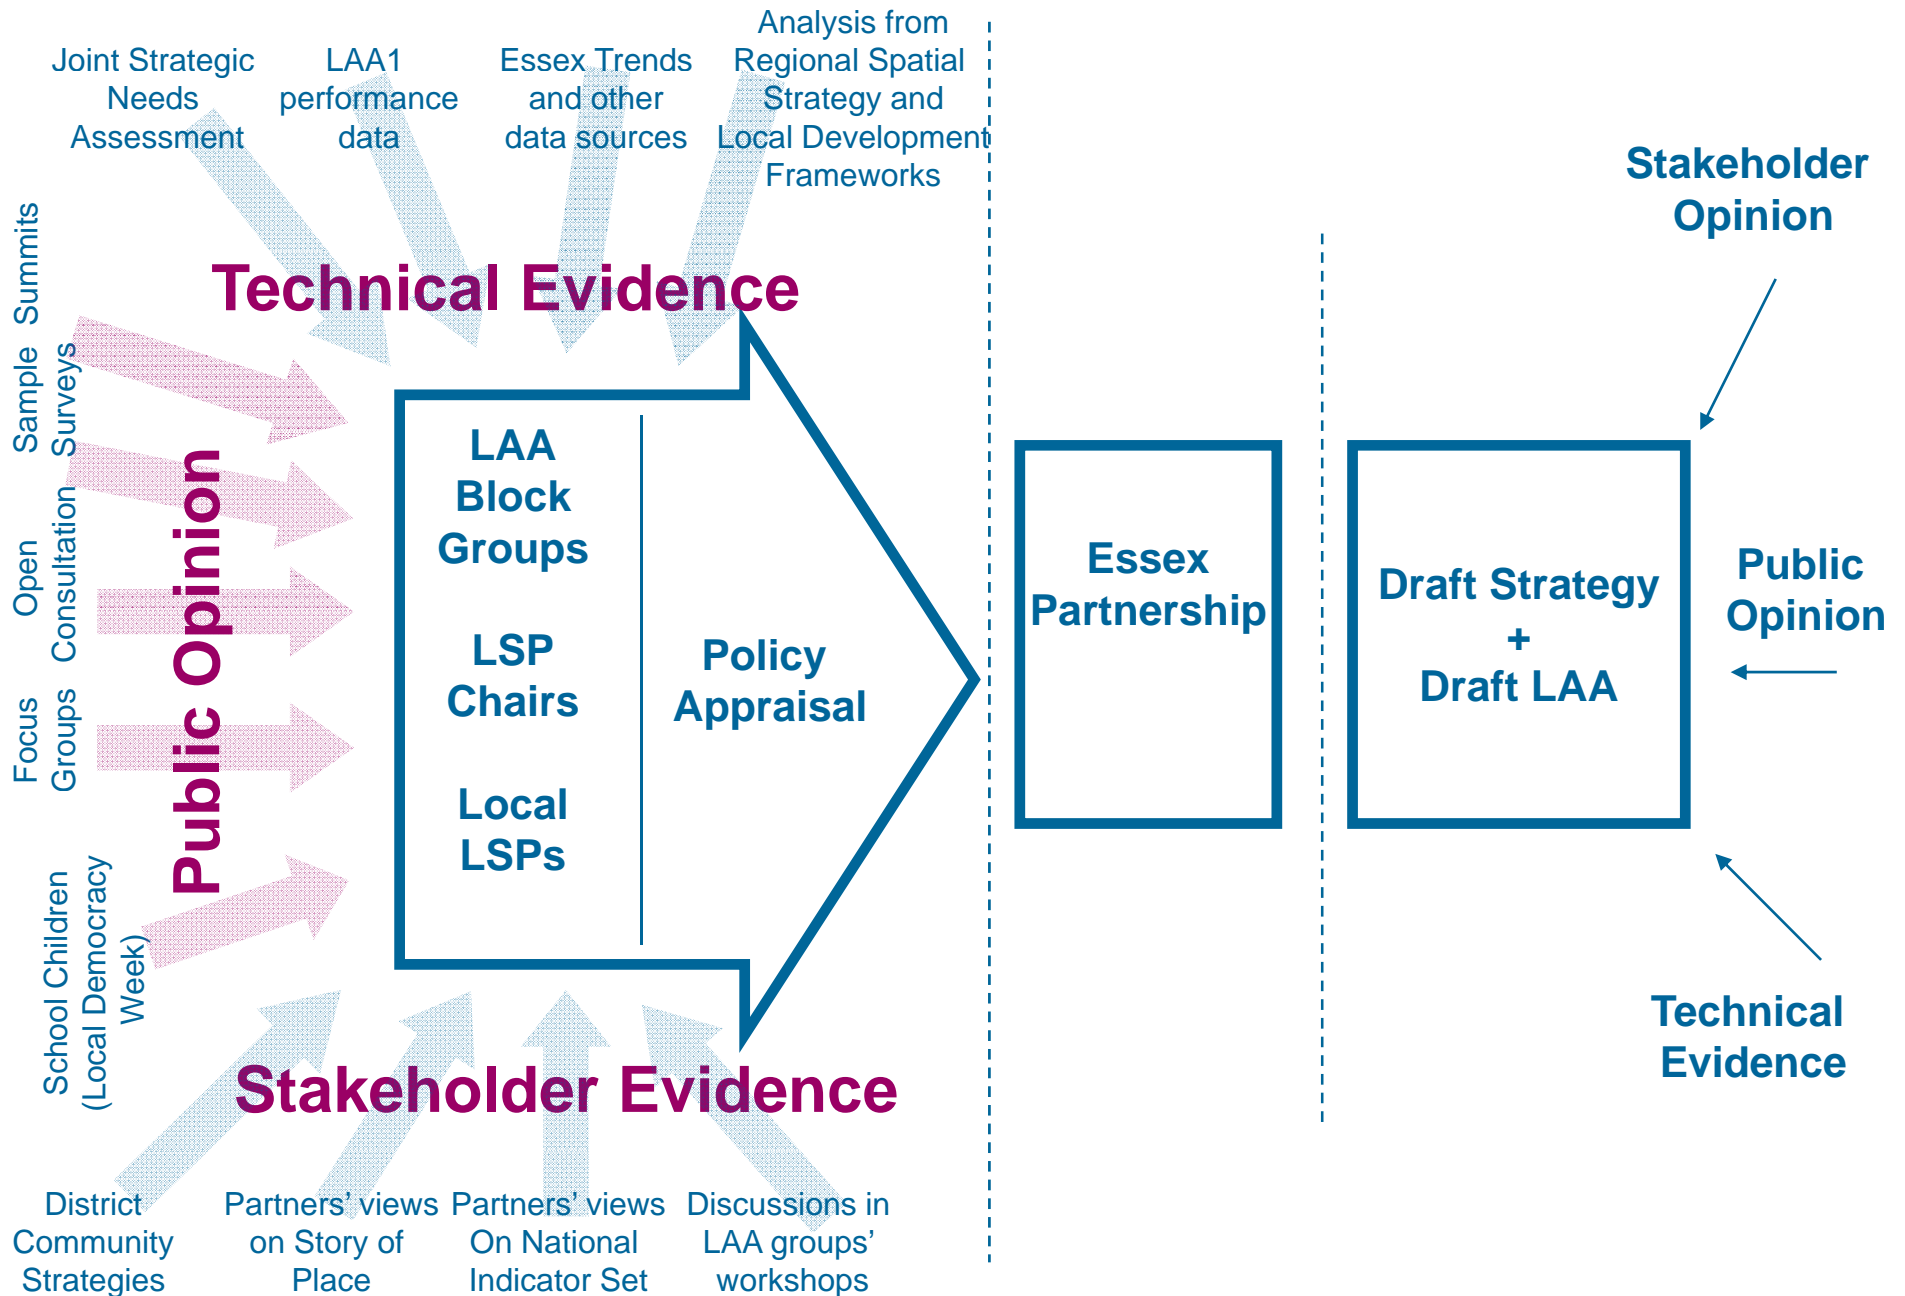 Joint Strategic
Needs
Assessment
LAA1
performance
data
Essex Trends
and other
data sources
Analysis from
Regional Spatial
Strategy and
Local Development
Frameworks
Technical Evidence
Summits
Sample
Surveys
Open
Consultation
Focus
Groups
School Children
(Local Democracy
Week)
Public Opinion
LAA
Block
Groups
LSP
Chairs
Local
LSPs
Policy
Appraisal
Stakeholder Evidence
District
Community
Strategies
Partners’ views
on Story of
Place
Partners’ views
On National
Indicator Set
Discussions in
LAA groups’
workshops
Essex
Partnership
Draft Strategy
+
Draft LAA
Stakeholder
Opinion
Public
Opinion
Technical
Evidence